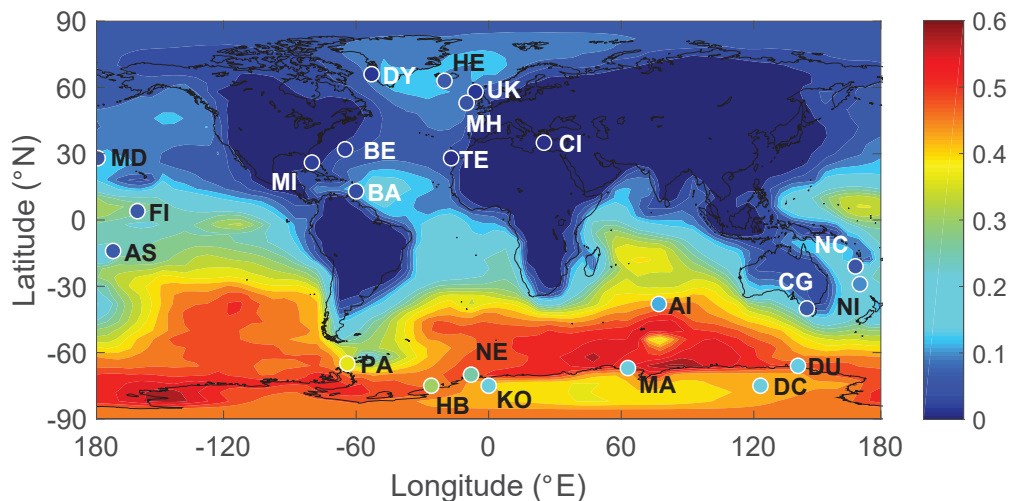 90
60
30
0
-30
-60
-90
Latitude (°N)
180
-120
-60
0
60
120
180
Longitude (°E)
DY
HE
UK
MH
CI
MD
BE
TE
MI
BA
FI
AS
NC
CG
NI
AI
PA
NE
HB
KO
MA
DC
DU
0.6
0.5
0.4
0.3
0.2
0.1
0